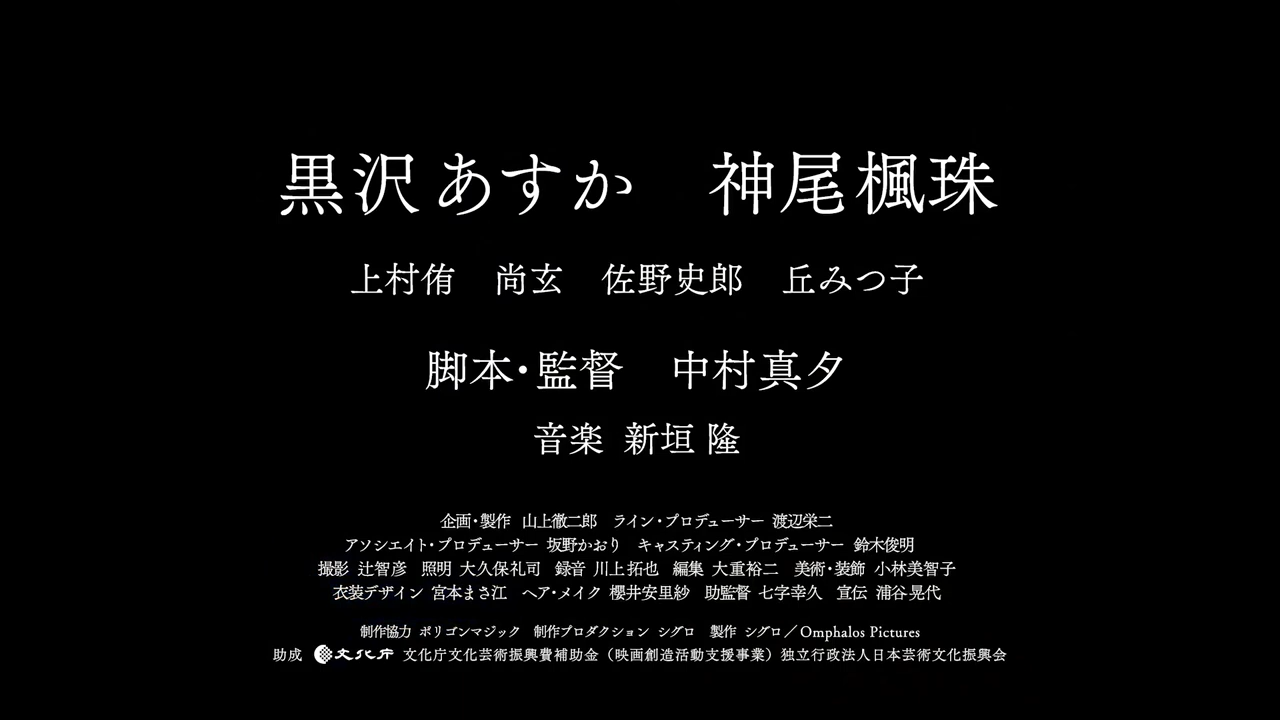 黒沢あすか　神尾楓珠
上村侑　尚玄　佐野史郎　丘みつ子
脚本・監督　中村真夕
音楽 新垣 隆
企画・製作 山上徹二郎　ライン・プロデューサー 渡辺栄二
アソシエイト・プロデューサー 坂野かおり　キャスティング・プロデューサー 鈴木俊明
撮影 辻智彦　照明 大久保礼司　録音 川上拓也　編集 大重裕二　美術・装飾 小林美智子
衣装デザイン 宮本まさ江　ヘア・メイク 櫻井安里紗　助監督 七字幸久　宣伝 浦谷晃代
制作協力 ポリゴンマジック　制作プロダクション シグロ　製作 シグロ／Omphalos Pictures
助成 文化庁 文化庁文化芸術振興費補助金（映画創造活動支援事業）独立行政法人日本芸術文化振興会